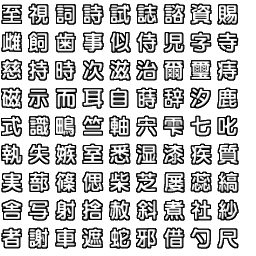 至視詞詩試誌諮資賜
雌飼歯事似侍児字寺
慈持時次滋治爾璽痔
磁示而耳自蒔辞汐鹿
式識鴫竺軸宍雫七叱
執失嫉室悉湿漆疾質
実蔀篠偲柴芝屡蕊縞
舎写射捨赦斜煮社紗
者謝車遮蛇邪借勺尺